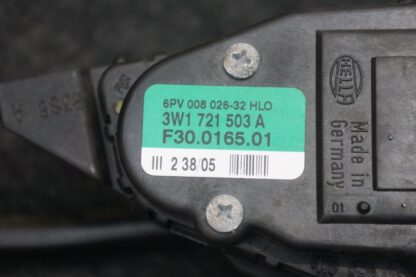 6PV 008 026-32 HLO
3W1 721 503 A
F30.0165.01
III 2 38/05
HELLA
Made in
Germany
01